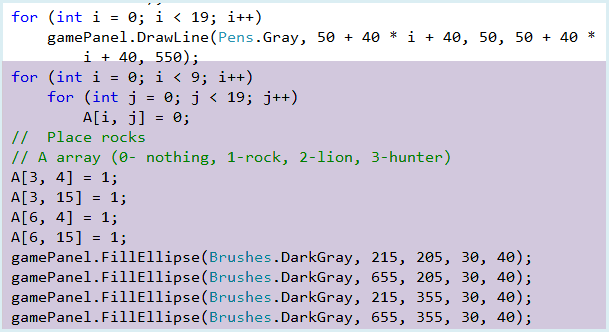 for (int i = 0; i < 19; i++)
gamePanel.DrawLine(Pens.Gray, 50 + 40 * i + 40, 50, 50 + 40 *
i + 40, 550);
for (int i = 0; i < 9; i++)
for (int j = 0; j < 19; j++)
A[i, j] = 0;
//  Place rocks
// A array (0- nothing, 1-rock, 2-lion, 3-hunter)
A[3, 4] = 1;
A[3, 15] = 1;
A[6, 4] = 1;
A[6, 15] = 1;
gamePanel.FillEllipse(Brushes.DarkGray, 215, 205, 30, 40);
gamePanel.FillEllipse(Brushes.DarkGray, 655, 205, 30, 40);
gamePanel.FillEllipse(Brushes.DarkGray, 215, 355, 30, 40);
gamePanel.FillEllipse(Brushes.DarkGray, 655, 355, 30, 40);